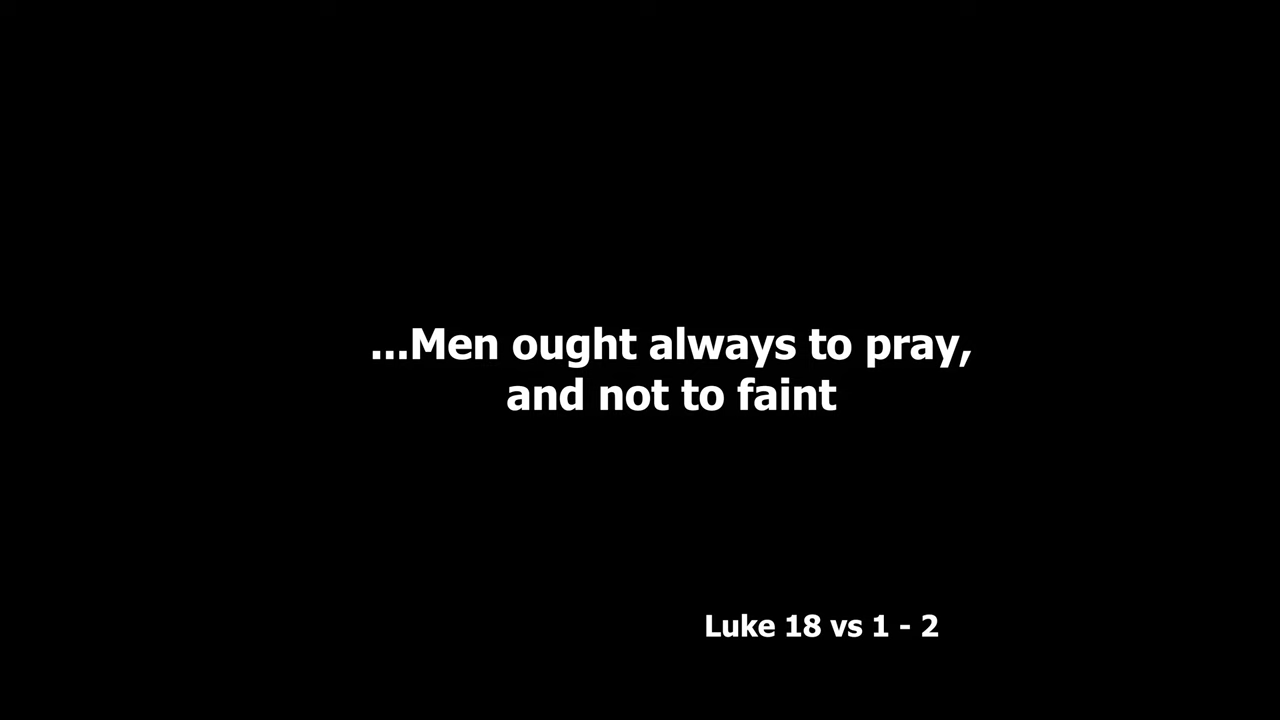 ...Men ought always to pray,
and not to faint
Luke 18 vs 1 - 2